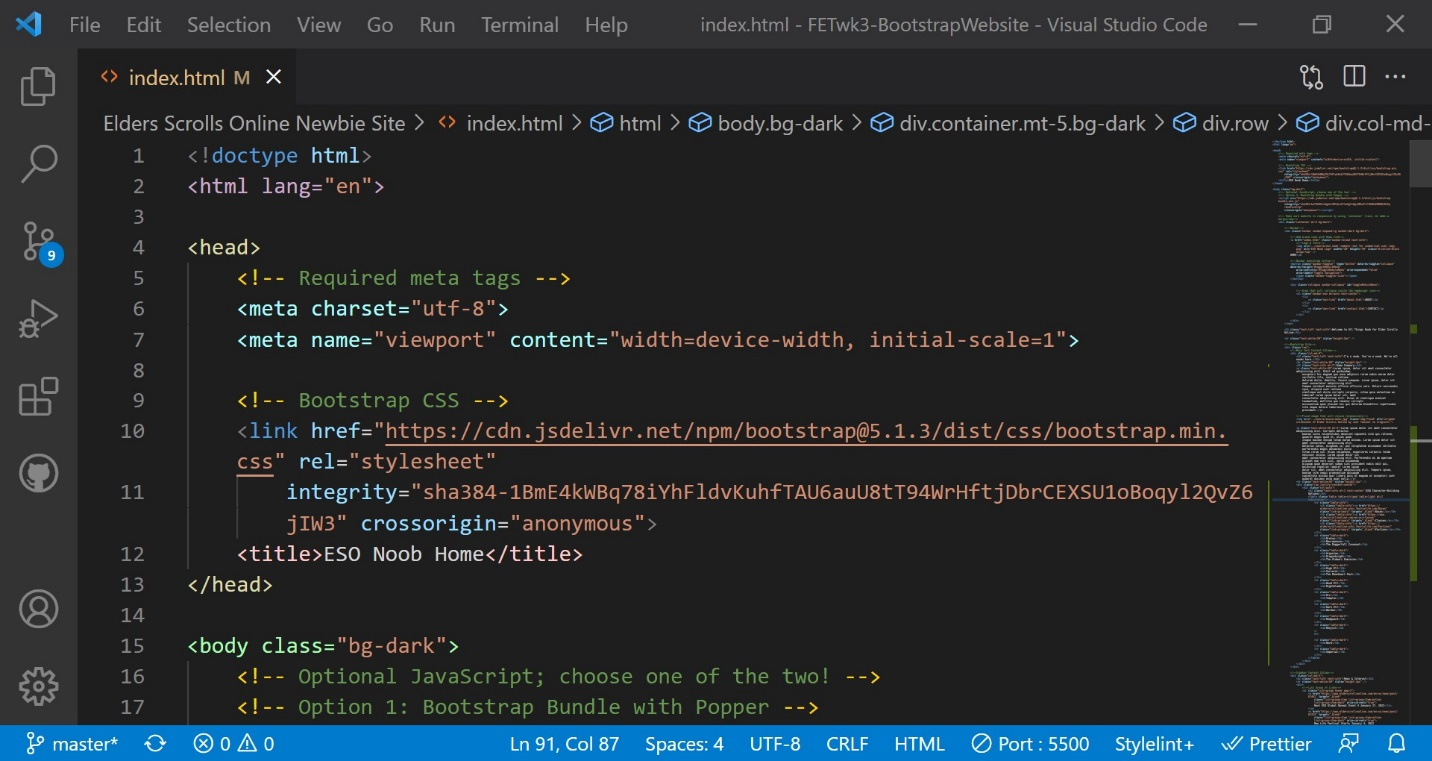 File Edit Selection View Go Run Terminal Help index.html - FETwk3-BootstrapWebsite - Visual Studio Code
index.html M
Elders Scrolls Online Newbie Site > index.html > html > body.bg-dark > div.container.mt-5.bg-dark > div.row > div.col-md-
1 <!doctype html>
2 <html lang="en">
3
4 <head>
5 <!-- Required meta tags -->
6 <meta charset="utf-8">
7 <meta name="viewport" content="width=device-width, initial-scale=1">
8
9 <!-- Bootstrap CSS -->
10 <link href="https://cdn.jsdelivr.net/npm/bootstrap@5.1.3/dist/css/bootstrap.min.
css" rel="stylesheet"
11 integrity="sha384-1BmE4kWBq78iYhFldvKuhfTAU6auU8tT94WrHftjDbrCEXSU1oBoqyl2QvZ6
jIW3" crossorigin="anonymous">
12 <title>ESO Noob Home</title>
13 </head>
14
15 <body class="bg-dark">
16 <!-- Optional JavaScript; choose one of the two! -->
17 <!-- Option 1: Bootstrap Bundle with Popper -->
9
master* 0 0 Ln 91, Col 87 Spaces: 4 UTF-8 CRLF HTML Port : 5500 Stylelint+ Prettier